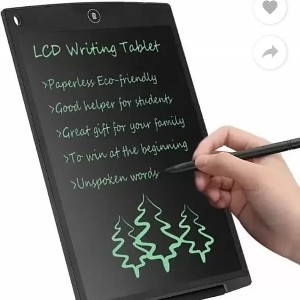 LCD Writing Tablet
>Paperless Eco-friendly
>Good helper for students
>Great gift for your family
>To win at the beginning
>Unspoken words